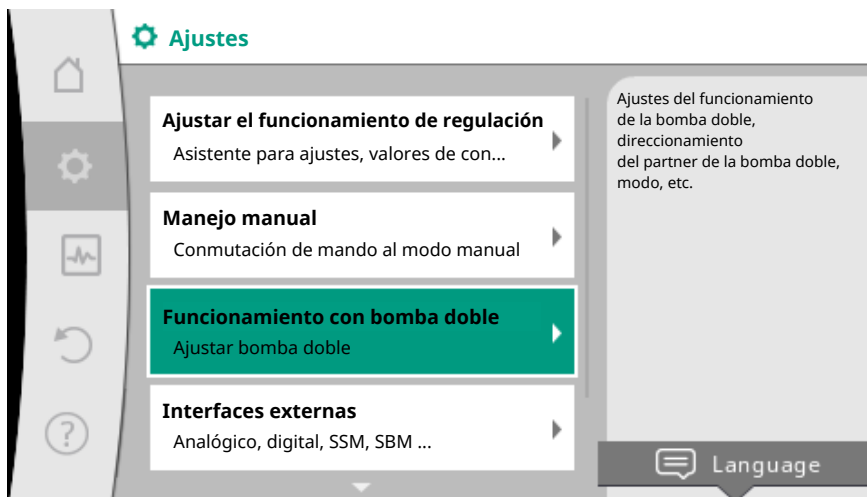 Ajustes
Ajustar el funcionamiento de regulación
Asistente para ajustes, valores de con...
Manejo manual
Conmutación de mando al modo manual
Funcionamiento con bomba doble
Ajustar bomba doble
Interfaces externas
Analógico, digital, SSM, SBM ...
Ajustes del funcionamiento
de la bomba doble,
direccionamiento
del partner de la bomba doble,
modo, etc.
Language